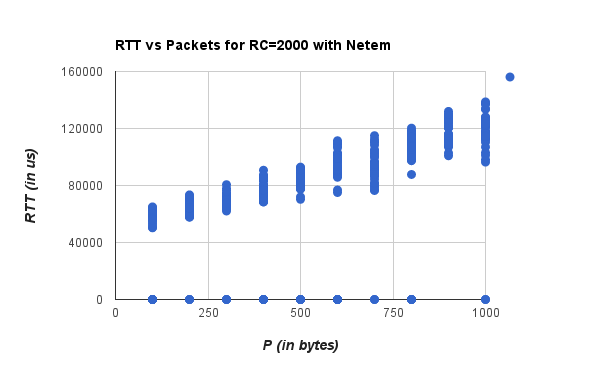 RTT vs Packets for RC=2000 with Netem
160000
120000
80000
40000
0
RTT (in us)
0 250 500 750 1000
P (in bytes)